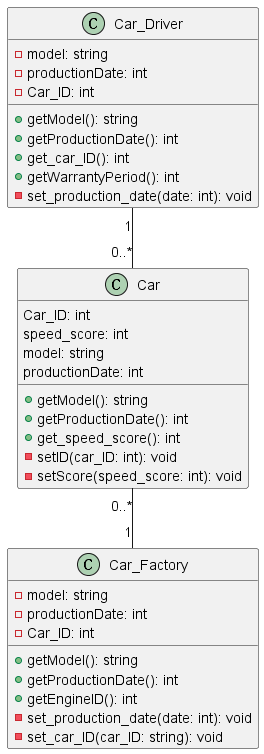 C Car_Driver
model: string
productionDate: int
Car_ID: int
getModel(): string
getProductionDate(): int
get_car_ID(): int
getWarrantyPeriod(): int
set_production_date(date: int): void
1
0..*
C Car
Car_ID: int
speed_score: int
model: string
productionDate: int
getModel(): string
getProductionDate(): int
get_speed_score(): int
setID(car_ID: int): void
setScore(speed_score: int): void
0..*
1
C Car_Factory
model: string
productionDate: int
Car_ID: int
getModel(): string
getProductionDate(): int
getEngineID(): int
set_production_date(date: int): void
set_car_ID(car_ID: string): void